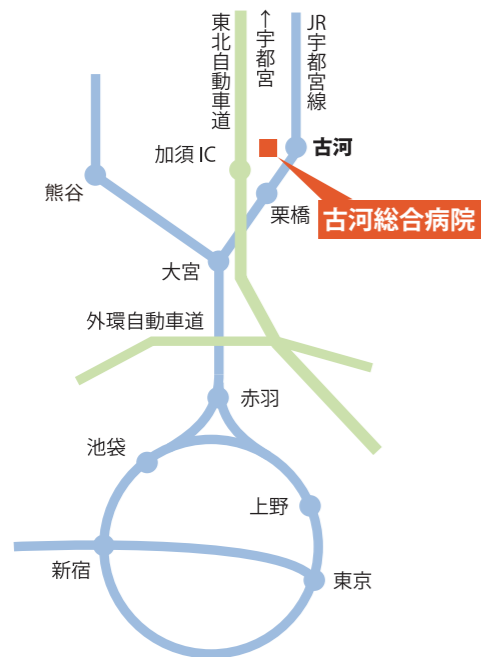 東北自動車道
↑宇都宮
JR宇都宮線
加須 IC
古河
熊谷
栗橋
古河総合病院
大宮
外環自動車道
赤羽
池袋
上野
新宿
東京